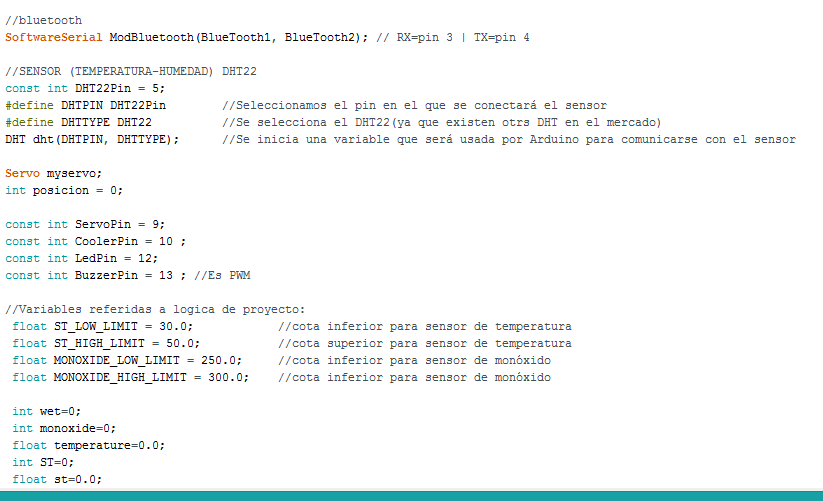 //bluetooth
SoftwareSerial ModBluetooth(BlueTooth1, BlueTooth2); // RX=pin 3 | TX=pin 4
//SENSOR (TEMPERATURA-HUMEDAD) DHT22
const int DHT22Pin = 5;
#define DHTPIN DHT22Pin //Seleccionamos el pin en el que se conectará el sensor
#define DHTTYPE DHT22 //Se selecciona el DHT22(ya que existen otrs DHT en el mercado)
DHT dht(DHTPIN, DHTTYPE); //Se inicia una variable que será usada por Arduino para comunicarse con el sensor
Servo myservo;
int posicion = 0;
const int ServoPin = 9;
const int CoolerPin = 10 ;
const int LedPin = 12;
const int BuzzerPin = 13 ; //Es PWM
//Variables referidas a logica de proyecto:
float ST_LOW_LIMIT = 30.0; //cota inferior para sensor de temperatura
float ST_HIGH_LIMIT = 50.0; //cota superior para sensor de temperatura
float MONOXIDE_LOW_LIMIT = 250.0; //cota inferior para sensor de monóxido
float MONOXIDE_HIGH_LIMIT = 300.0; //cota inferior para sensor de monóxido
int wet=0;
int monoxide=0;
float temperature=0.0;
int ST=0;
float st=0.0;